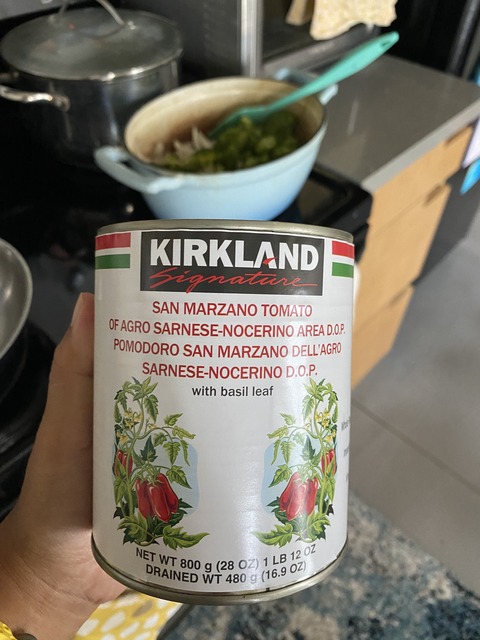 KIRKLAND
Signature
SAN MARZANO TOMATO
OF AGRO SARNESE-NOCERINO AREA D.O.P.
POMODORO SAN MARZANO DELL'AGRO
SARNESE-NOCERINO D.O.P.
with basil leaf
NET WT 800 g (28 OZ) 1 LB 12 OZ
DRAINED WT 480 g (16.9 OZ)